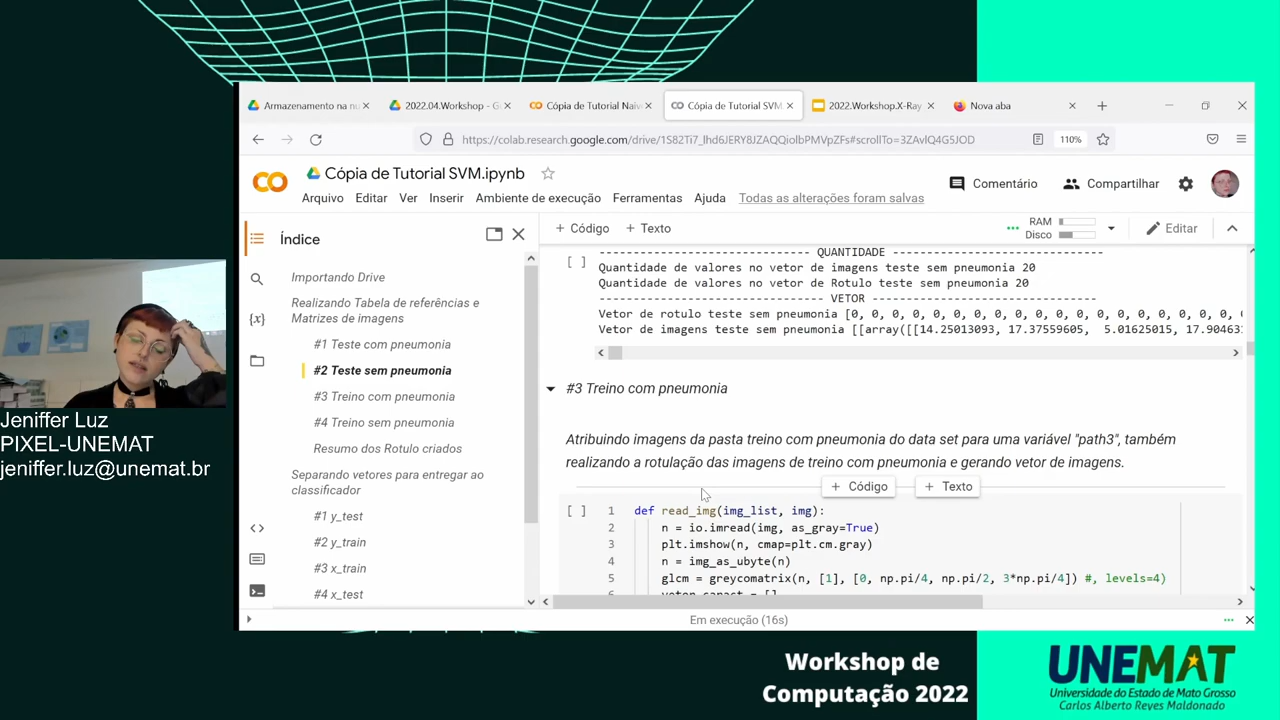 Armazenamento na nu
2022.04.Workshop - G
Cópia de Tutorial Naiv
Cópia de Tutorial SVM
2022.Workshop.X-Ray
Nova aba
https://colab.research.google.com/drive/1S82Ti7_lhd6JERY8JZAQQiolbPMVpZFs#scrollTo=3ZAvlQ4G5JOD
110%
Cópia de Tutorial SVM.ipynb
Arquivo Editar Ver Inserir Ambiente de execução Ferramentas Ajuda Todas as alterações foram salvas
Comentário
Compartilhar
Índice
Importando Drive
Realizando Tabela de referências e
Matrizes de imagens
#1 Teste com pneumonia
#2 Teste sem pneumonia
#3 Treino com pneumonia
#4 Treino sem pneumonia
Resumo dos Rotulo criados
Separando vetores para entregar ao
classificador
#1 y_test
#2 y_train
#3 x_train
#4 x_test
+ Código + Texto
RAM
Disco
Editar
------------------------------ QUANTIDADE ------------------------------
[ ] Quantidade de valores no vetor de imagens teste sem pneumonia 20
Quantidade de valores no vetor de Rotulo teste sem pneumonia 20
-------------------------------- VETOR --------------------------------
Vetor de rotulo teste sem pneumonia [0, 0, 0, 0, 0, 0, 0, 0, 0, 0, 0, 0, 0,
Vetor de imagens teste sem pneumonia [[array([[[14.25013093, 17.37559605, 5.01625015, 17.90463
#3 Treino com pneumonia
Atribuindo imagens da pasta treino com pneumonia do data set para uma variável "path3", também
realizando a rotulação das imagens de treino com pneumonia e gerando vetor de imagens.
+ Código + Texto
[ ] 1 def read_img(img_list, img):
2 n = io.imread(img, as_gray=True)
3 plt.imshow(n, cmap=plt.cm.gray)
4 n = img_as_ubyte(n)
5 glcm = greycomatrix(n, [1], [0, np.pi/4, np.pi/2, 3*np.pi/4]) #, levels=4)
Em execução (16s)
Jeniffer Luz
PIXEL-UNEMAT
jeniffer.luz@unemat.br
Workshop de
Computação 2022
UNEMAT
Universidade do Estado de Mato Grosso
Carlos Alberto Reyes Maldonado